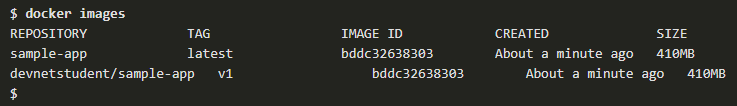 $ docker images
REPOSITORY TAG IMAGE ID CREATED SIZE
sample-app latest bddc32638303 About a minute ago 410MB
devnetstudent/sample-app v1 bddc32638303 About a minute ago 410MB
$